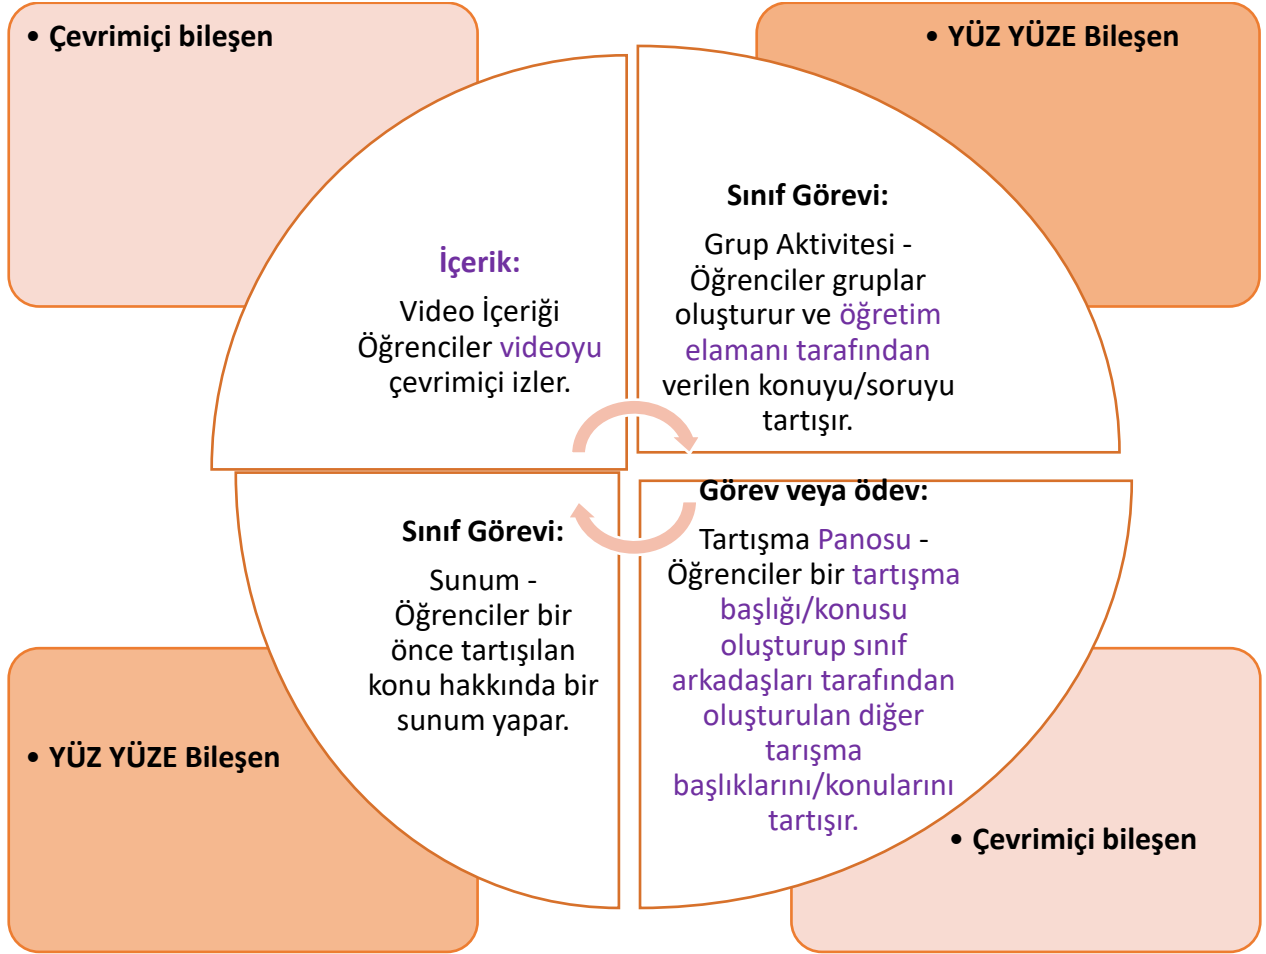 • Çevrimiçi bileşen
• YÜZ YÜZE Bileşen
İçerik:
Video İçeriği
Öğrenciler videoyu
çevrimiçi izler.
Sınıf Görevi:
Grup Aktivitesi -
Öğrenciler gruplar
oluşturur ve öğretim
elamanı tarafından
verilen konuyu/soruyu
tartışır.
Sınıf Görevi:
Sunum -
Öğrenciler bir
önce tartışılan
konu hakkında bir
sunum yapar.
Görev veya ödev:
Tartışma Panosu -
Öğrenciler bir tartışma
başlığı/konusu
oluşturup sınıf
arkadaşları tarafından
oluşturulan diğer
tarışma
başlıklarını/konularını
tartışır.
• YÜZ YÜZE Bileşen
• Çevrimiçi bileşen